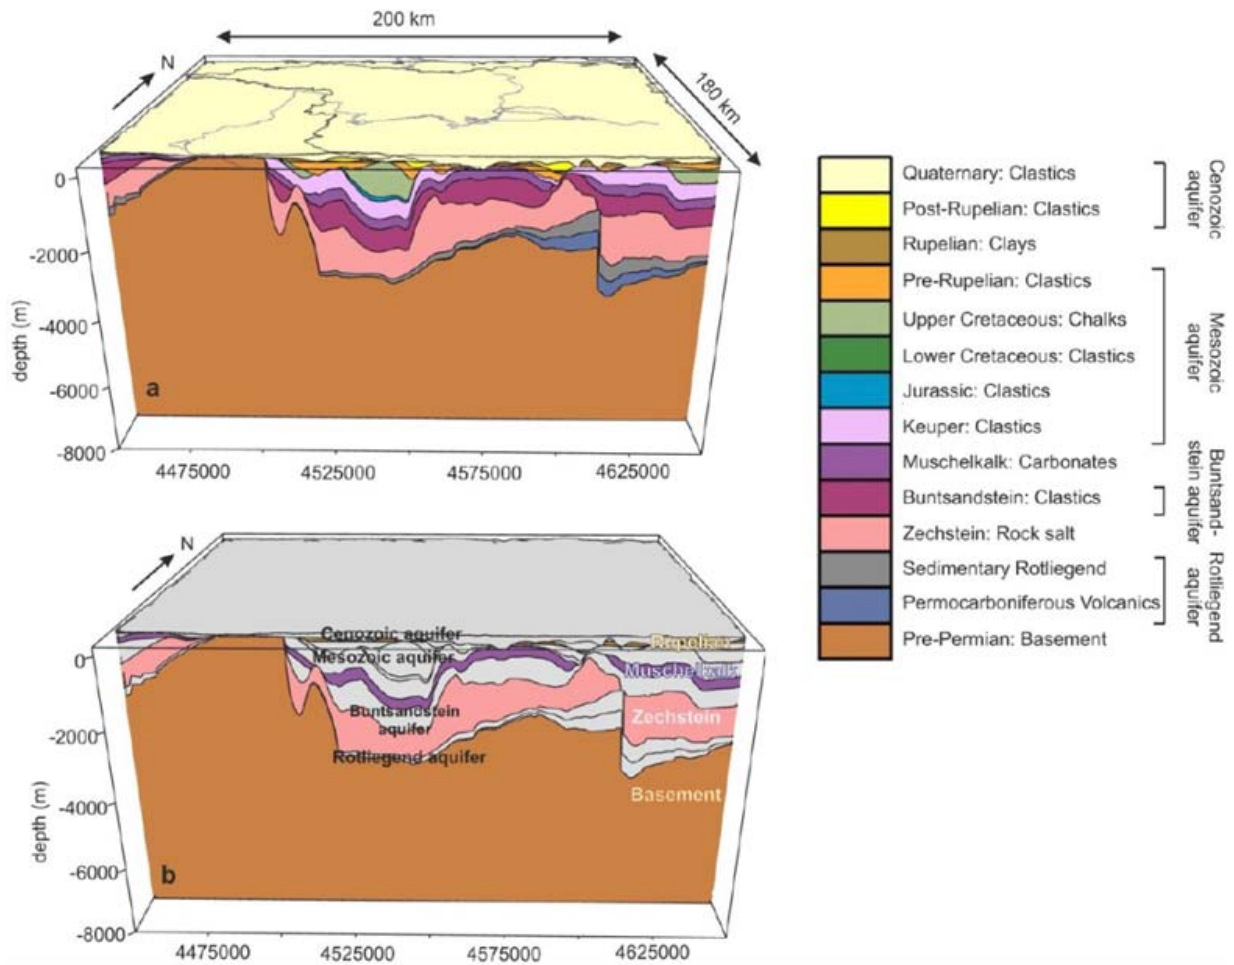 200 km
N
180 km
0
-2000
-4000
-6000
-8000
depth (m)
a
4475000
4525000
4575000
4625000
Quaternary: Clastics
Post-Rupelian: Clastics
Rupelian: Clays
Pre-Rupelian: Clastics
Upper Cretaceous: Chalks
Lower Cretaceous: Clastics
Jurassic: Clastics
Keuper: Clastics
Muschelkalk: Carbonates
Buntsandstein: Clastics
Zechstein: Rock salt
Sedimentary Rotliegend
Permocarboniferous Volcanics
Pre-Permian: Basement
Cenozoic
aquifer
Mesozoic
aquifer
Buntsand-
stein aquifer
Rotliegend
aquifer
N
Cenozoic aquifer
Mesozoic aquifer
Buntsandstein
aquifer
Rotliegend aquifer
Rupelian
Muschelkalk
Zechstein
Basement
0
-2000
-4000
-6000
-8000
depth (m)
b
4475000
4525000
4575000
4625000